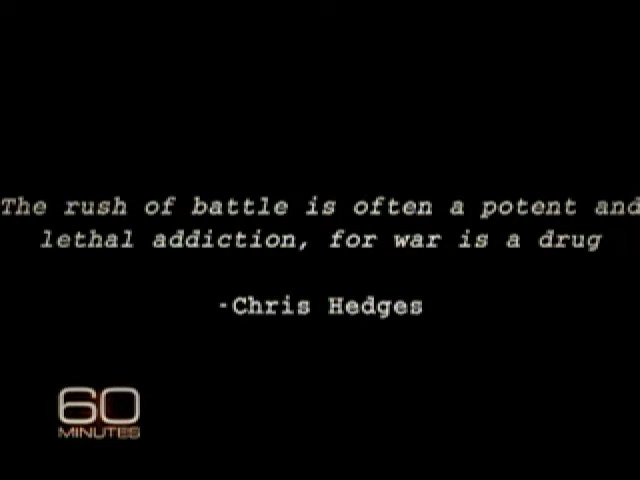 The rush of battle is often a potent and
lethal addiction, for war is a drug
-Chris Hedges
60
MINUTES